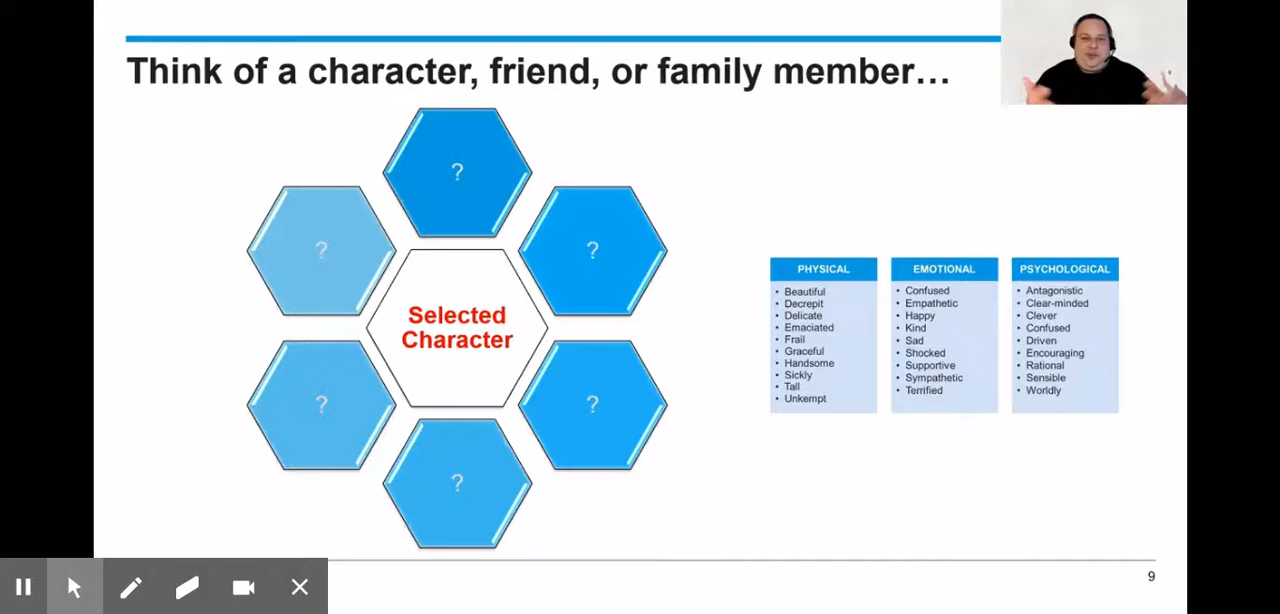 Think of a character, friend, or family member…
?
?
?
Selected
Character
?
?
?
PHYSICAL
• Beautiful
• Decrepit
• Delicate
• Emaciated
• Frail
• Graceful
• Handsome
• Sickly
• Tall
• Unkempt
EMOTIONAL
• Confused
• Empathetic
• Happy
• Kind
• Sad
• Shocked
• Supportive
• Sympathetic
• Terrified
PSYCHOLOGICAL
• Antagonistic
• Clear-minded
• Clever
• Confused
• Driven
• Encouraging
• Rational
• Sensible
• Worldly
9